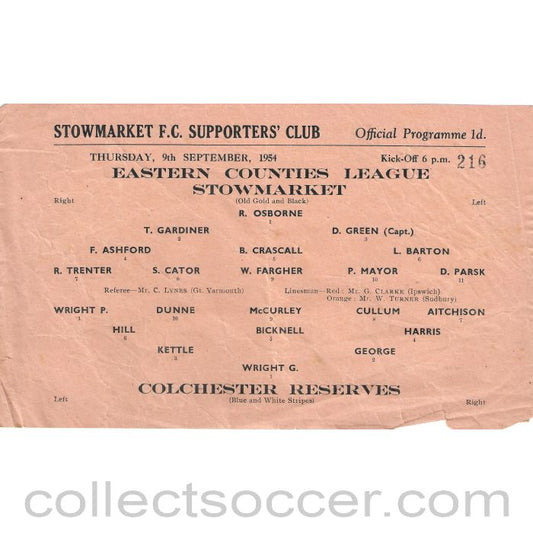 STOWMARKET F.C. SUPPORTERS' CLUB Official Programme 1d.
THURSDAY, 9th SEPTEMBER, 1954 Kick-Off 6 p.m. 216
EASTERN COUNTIES LEAGUE
STOWMARKET
Right (Old Gold and Black) Left
R. OSBORNE
1
T. GARDINER D. GREEN (Capt.)
2 3
F. ASHFORD B. CRASCALL L. BARTON
4 5 6
R. TRENTER S. CATOR W. FARGHER P. MAYOR D. PARSK
7 8 9 10 11
Referee—Mr. C. LYNES (Gt. Yarmouth) Linesman—Red: Mr. G. CLARKE (Ipswich)
Orange: Mr. W. TURNER (Sudbury)
WRIGHT P. DUNNE McCURLEY CULLUM AITCHISON
11 10 9 8 7
HILL BICKNELL HARRIS
6 5 4
KETTLE GEORGE
3 2
WRIGHT G.
1
COLCHESTER RESERVES
Left (Blue and White Stripes) Right
collectsoccer.com